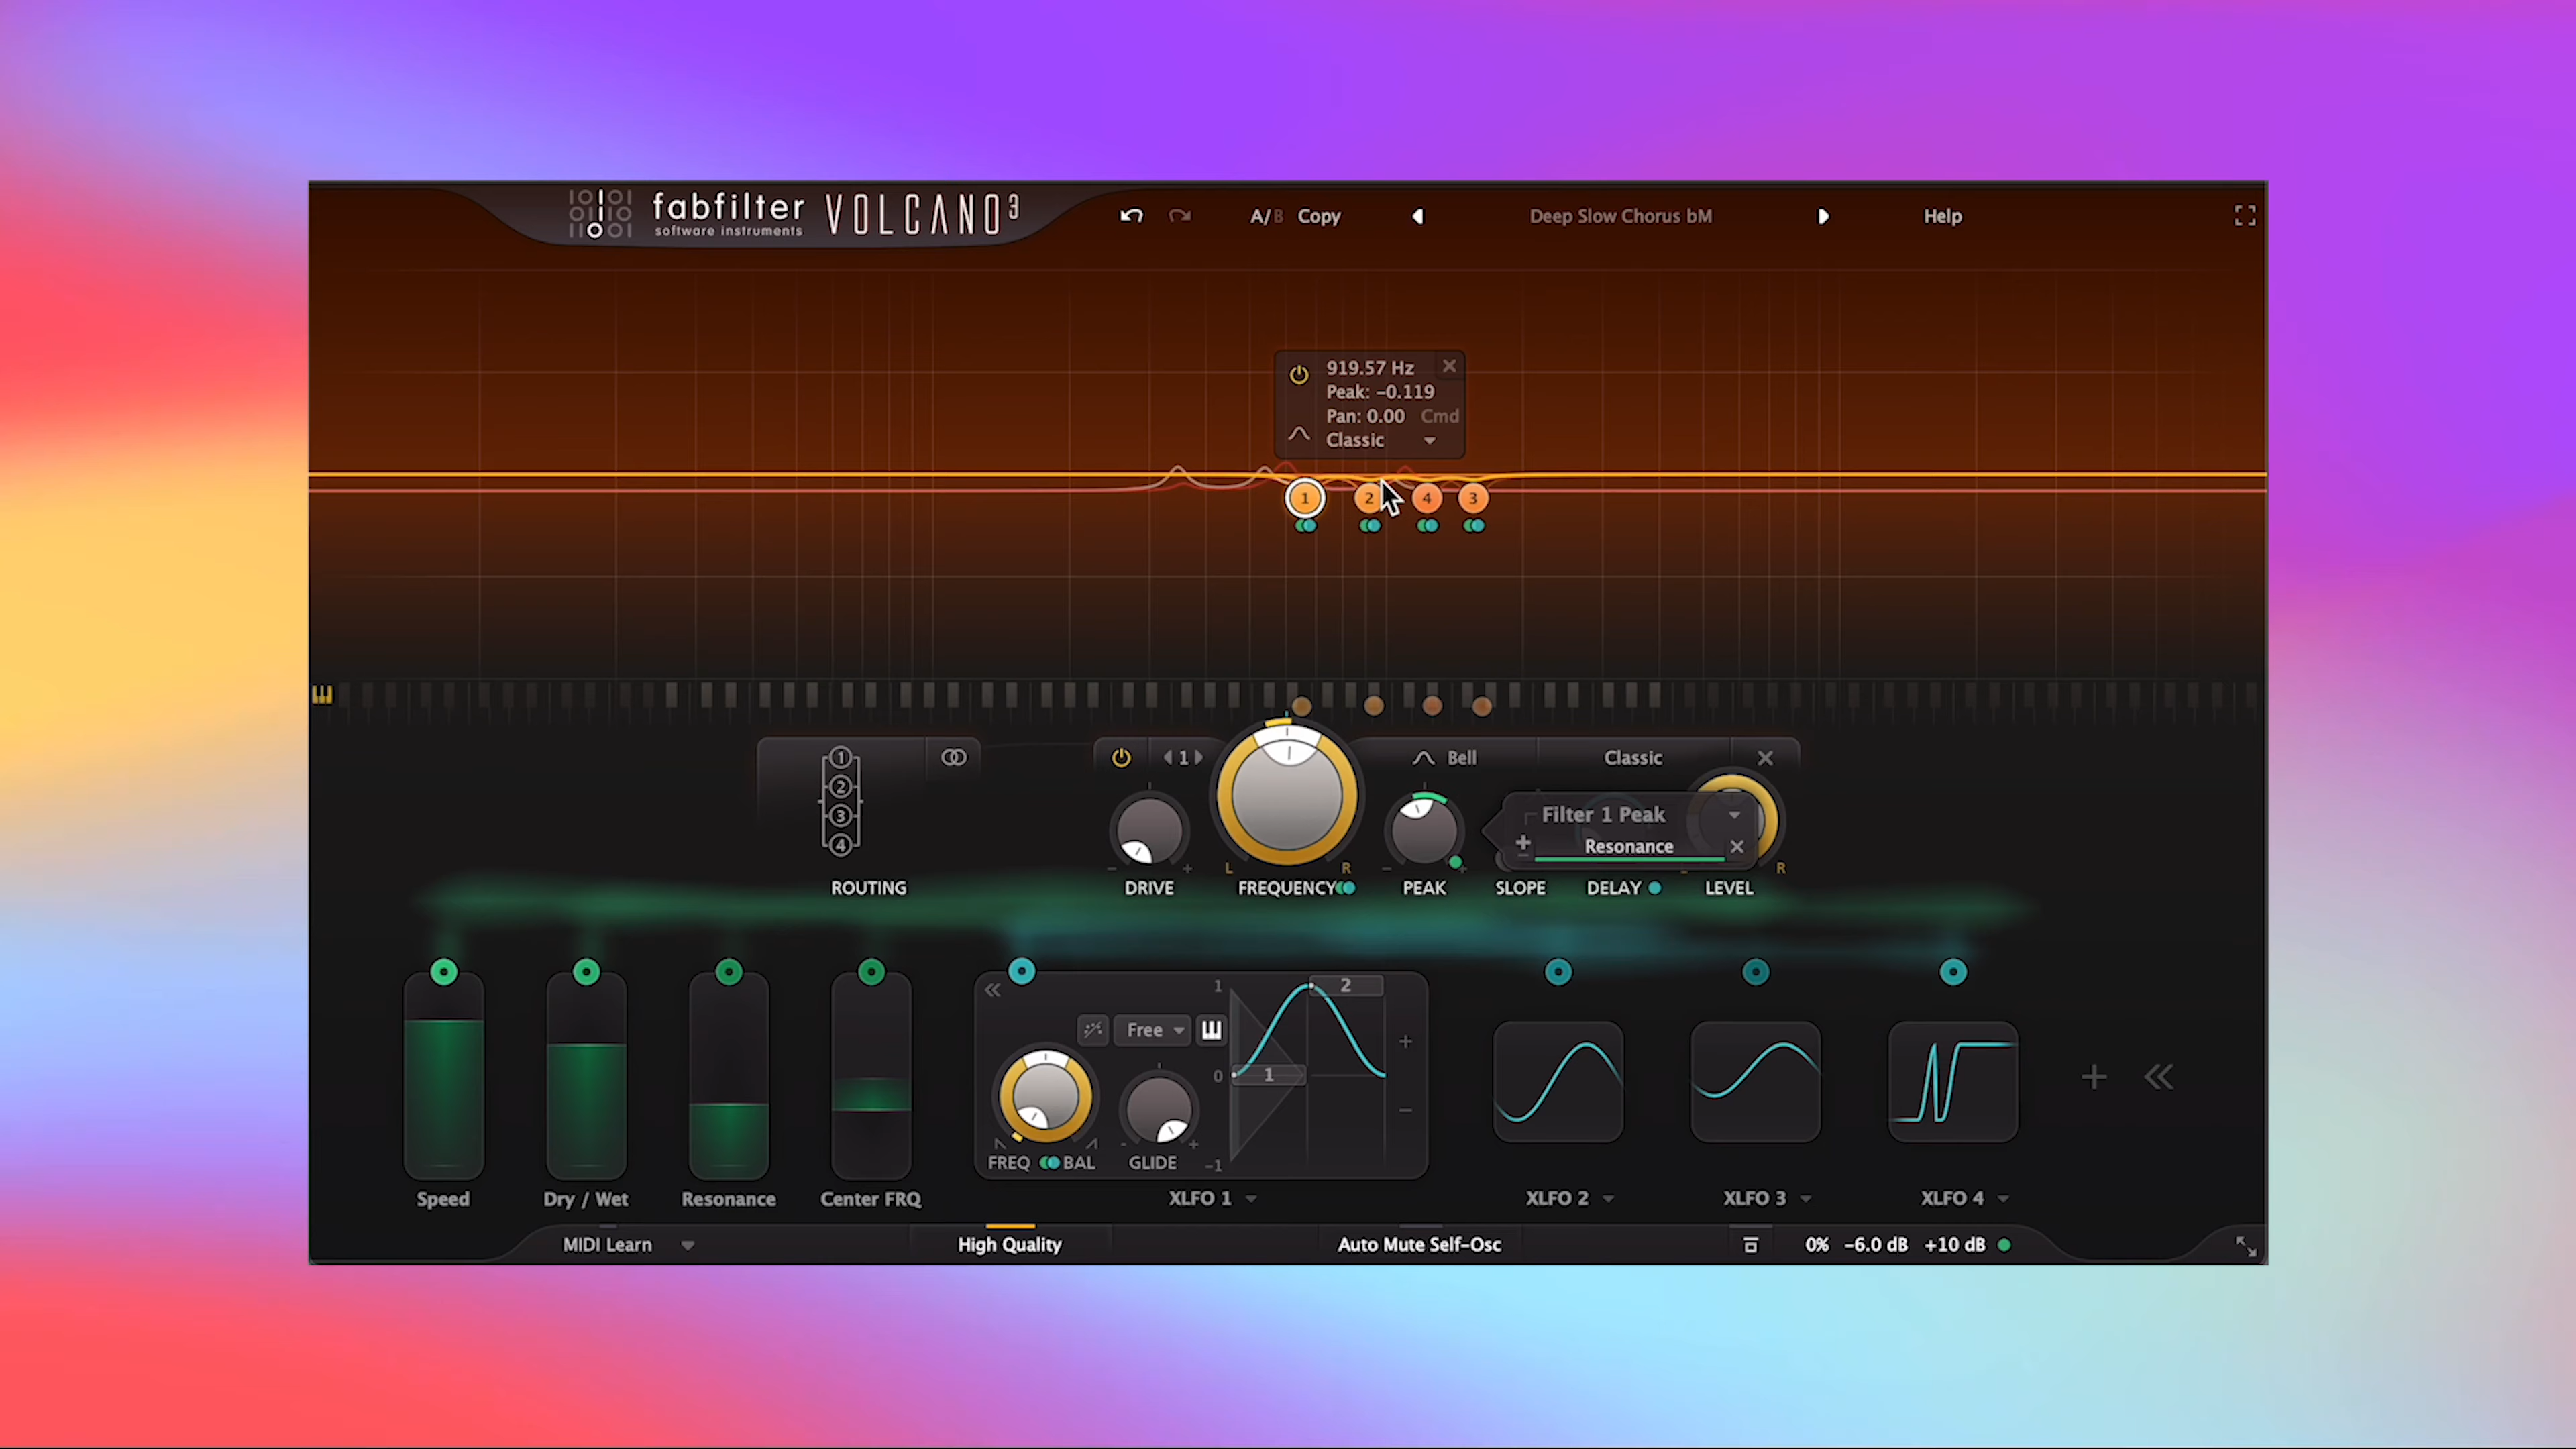 fabfilter VOLCANO 3
software instruments
A/B Copy
Deep Slow Chorus bM
Help
919.57 Hz
Peak: -0.119
Pan: 0.00 Cmd
Classic
1 2 4 3
1
2
3
4
ROUTING
1
Bell
Classic
Filter 1 Peak
Resonance
L R
R
- +
DRIVE
FREQUENCY
PEAK
SLOPE
DELAY
LEVEL
Speed
Dry / Wet
Resonance
Center FRQ
Free
FREQ BAL
GLIDE
1
0
-1
1
2
XLFO 1
XLFO 2
XLFO 3
XLFO 4
MIDI Learn
High Quality
Auto Mute Self-Osc
0% -6.0 dB +10 dB